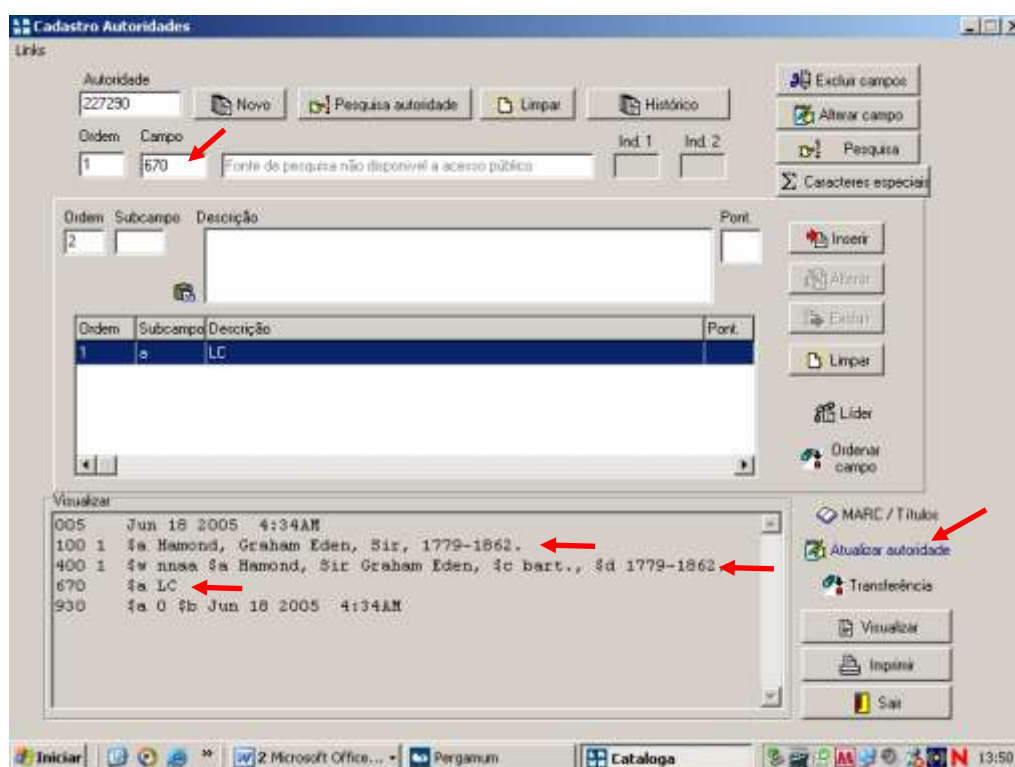 Cadastro Autoridades
Links
Autoridade
227290
Novo
Pesquisa autoridade
Limpar
Histórico
Excluir campos
Alterar campo
Pesquisa
Σ Caracteres especiais
Ordem Campo
Ind. 1 Ind. 2
1 670 Fonte de pesquisa não disponivel a acesso público
Ordem Subcampo Descrição Pont.
2
Inserir
Alterar
Excluir
Limpar
Líder
Ordenar campo
Ordem Subcampo Descrição Pont.
1 a LC
Visualizar
005 Jun 18 2005 4:34AM
100 1 $a Hamond, Graham Eden, Sir, 1779-1862.
400 1 $w nnaa $a Hamond, Sir Graham Eden, $c bart., $d 1779-1862.
670 $a LC
930 $a 0 $b Jun 18 2005 4:34AM
MARC / Títulos
Atualizar autoridade
Transferência
Visualizar
Imprimir
Sair
Iniciar
2 Microsoft Office...
Pergamum
Cataloga
13:50